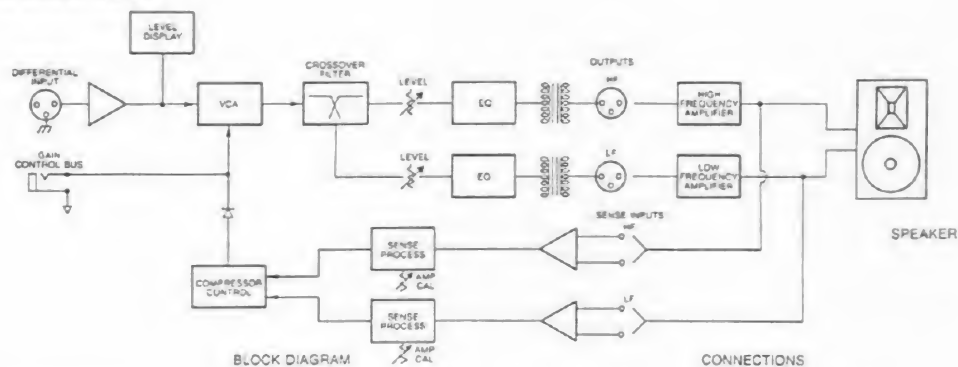 LEVEL
DISPLAY
DIFFERENTIAL
INPUT
VCA
CROSSOVER
FILTER
LEVEL
EQ
OUTPUTS
HF
HIGH
FREQUENCY
AMPLIFIER
GAIN
CONTROL BUS
LEVEL
EQ
LF
LOW
FREQUENCY
AMPLIFIER
SPEAKER
SENSE INPUTS
HF
SENSE
PROCESS
AMP
CAL
COMPRESSOR
CONTROL
LF
SENSE
PROCESS
AMP
CAL
BLOCK DIAGRAM
CONNECTIONS